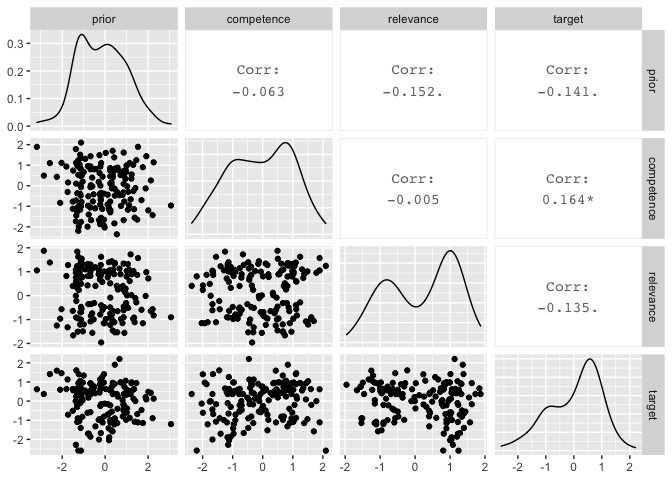 prior competence relevance target
0.3
0.2
0.1
0.0
Corr:
-0.063
Corr:
-0.152.
Corr:
-0.141.
prior
2
1
0
-1
-2
Corr:
-0.005
Corr:
0.164*
competence
2
1
0
-1
-2
Corr:
-0.135.
relevance
2
1
0
-1
-2
target
-2 0 2
-2 -1 0 1 2
-2 -1 0 1 2
-2 -1 0 1 2